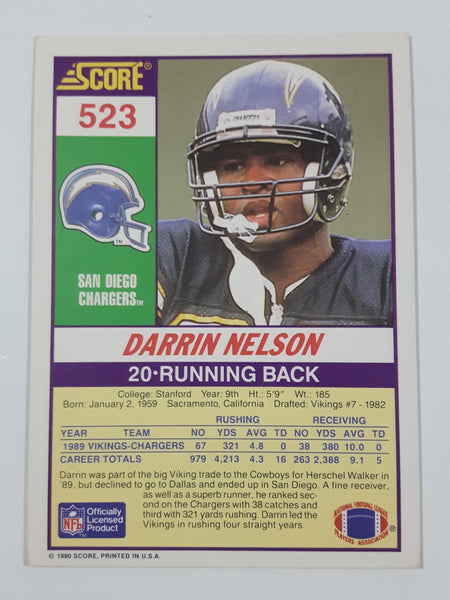 SCORE®
523
CHARGERS
TM
SAN DIEGO
CHARGERS™
DARRIN NELSON
20·RUNNING BACK
College: Stanford Year: 9th Ht.: 5'9" Wt.: 185
Born: January 2, 1959 Sacramento, California Drafted: Vikings #7 - 1982
RUSHING RECEIVING
YEAR TEAM NO YDS AVG TD NO YDS AVG TD
1989 VIKINGS-CHARGERS 67 321 4.8 0 38 380 10.0 0
CAREER TOTALS 979 4,213 4.3 16 263 2,388 9.1 5
Darrin was part of the big Viking trade to the Cowboys for Herschel Walker in
'89, but declined to go to Dallas and ended up in San Diego. A fine receiver,
as well as a superb runner, he ranked sec-
ond on the Chargers with 38 catches and
third with 321 yards rushing. Darrin led the
Vikings in rushing four straight years.
NFL
Officially
Licensed
Product
NATIONAL FOOTBALL LEAGUE
PLAYERS ASSOCIATION
®
© 1990 SCORE, PRINTED IN U.S.A.